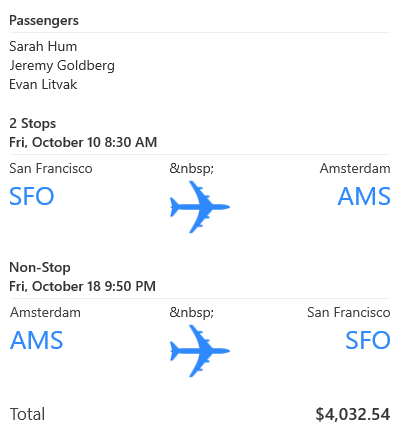 Passengers
Sarah Hum
Jeremy Goldberg
Evan Litvak
2 Stops
Fri, October 10 8:30 AM
San Francisco &nbsp; Amsterdam
SFO AMS
Non-Stop
Fri, October 18 9:50 PM
Amsterdam &nbsp; San Francisco
AMS SFO
Total $4,032.54